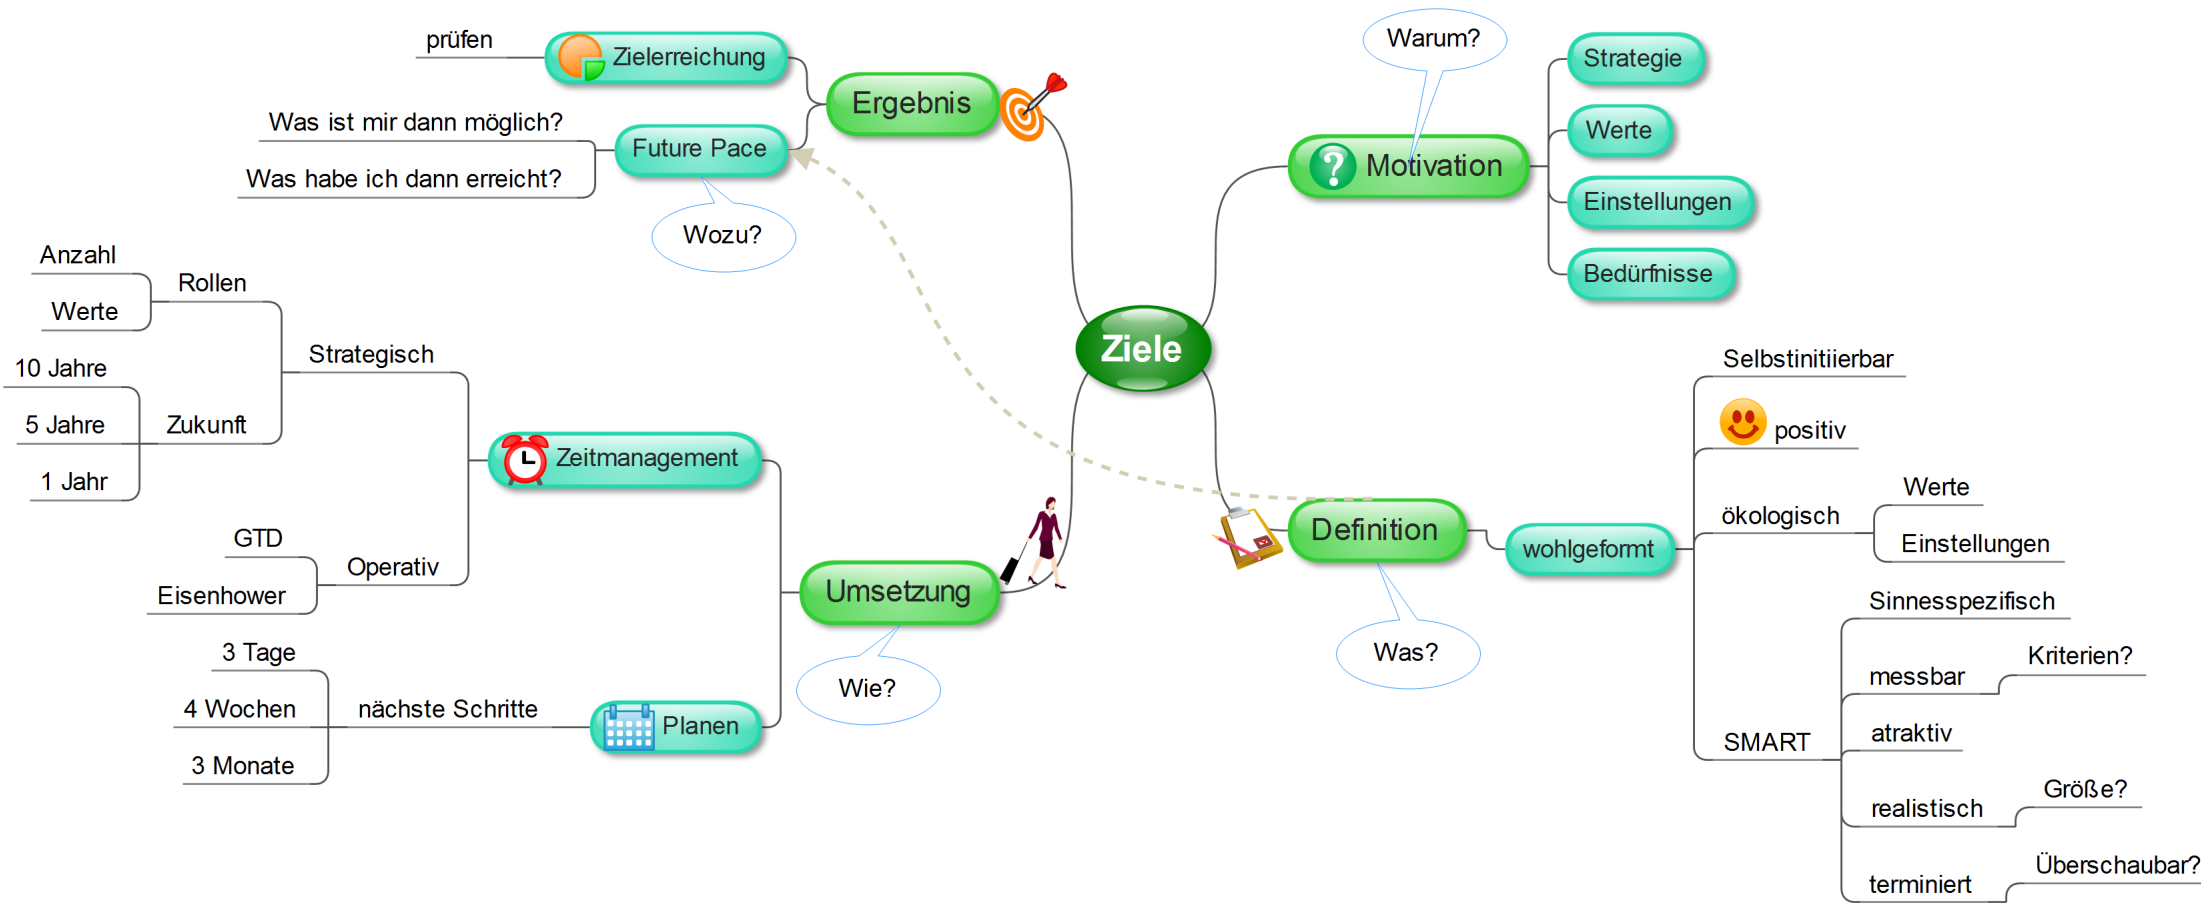 Ziele
Warum?
Motivation
Strategie
Werte
Einstellungen
Bedürfnisse
Definition
Was?
wohlgeformt
Selbstinitiierbar
positiv
ökologisch
Werte
Einstellungen
SMART
Sinnesspezifisch
messbar
Kriterien?
atraktiv
realistisch
Größe?
terminiert
Überschaubar?
Umsetzung
Wie?
Zeitmanagement
Strategisch
Rollen
Anzahl
Werte
Zukunft
10 Jahre
5 Jahre
1 Jahr
Operativ
GTD
Eisenhower
Planen
nächste Schritte
3 Tage
4 Wochen
3 Monate
Ergebnis
Zielerreichung
prüfen
Future Pace
Wozu?
Was ist mir dann möglich?
Was habe ich dann erreicht?